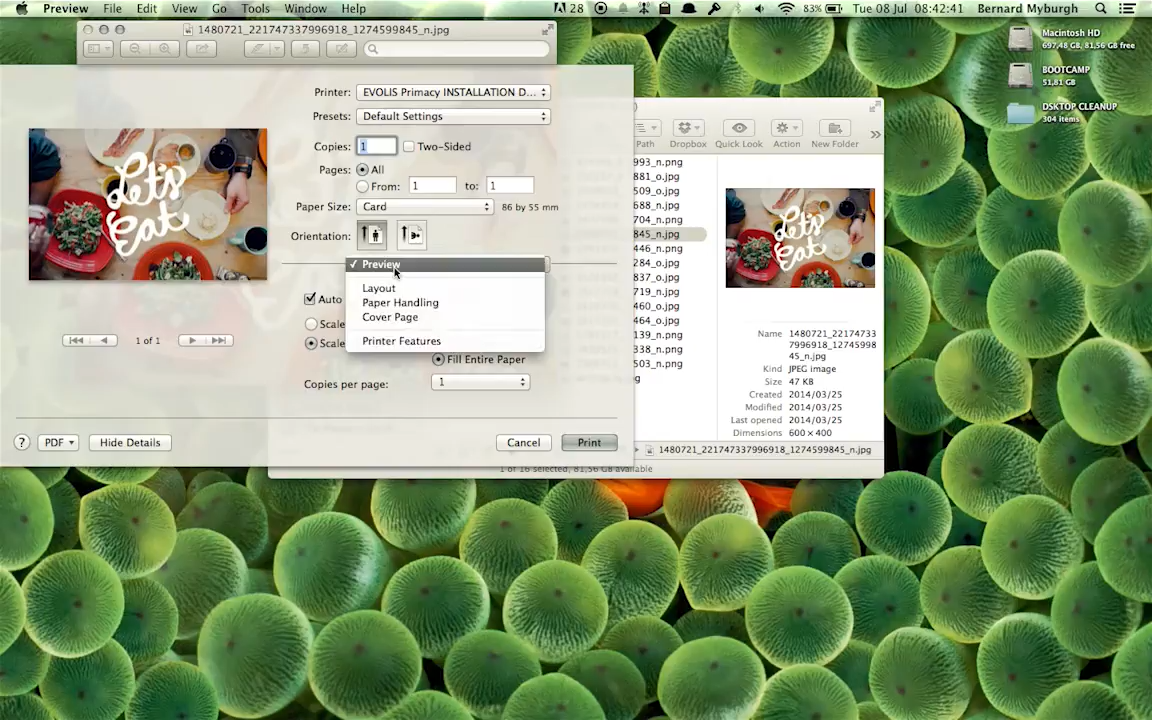 Preview File Edit View Go Tools Window Help
28 83% Tue 08 Jul 08:42:41 Bernard Myburgh
1480721_221747337996918_1274599845_n.jpg
Macintosh HD
697,48 GB, 81,56 GB free
BOOTCAMP
51,81 GB
DSKTOP CLEANUP
304 items
Printer: EVOLIS Primacy INSTALLATION D...
Presets: Default Settings
Copies: 1 Two-Sided
Pages: All
From: 1 to: 1
Paper Size: Card 86 by 55 mm
Orientation:
Preview
Layout
Paper Handling
Cover Page
Printer Features
Auto
Scale
Scale
Fill Entire Paper
Copies per page: 1
Let's
Eat
1 of 1
? PDF Hide Details Cancel Print
Path Dropbox Quick Look Action New Folder
993_n.png
881_o.jpg
509_o.jpg
688_n.jpg
704_n.png
845_n.jpg
446_n.png
284_o.jpg
837_o.jpg
719_n.jpg
460_o.jpg
464_o.jpg
139_n.png
338_n.png
503_n.png
Let's
Eat
Name 1480721_2217473379969 18_1274599845_n.jpg
Kind JPEG image
Size 47 KB
Created 2014/03/25
Modified 2014/03/25
Last opened 2014/03/25
Dimensions 600 × 400
1480721_221747337996918_1274599845_n.jpg
1 of 16 selected, 81,56 GB available